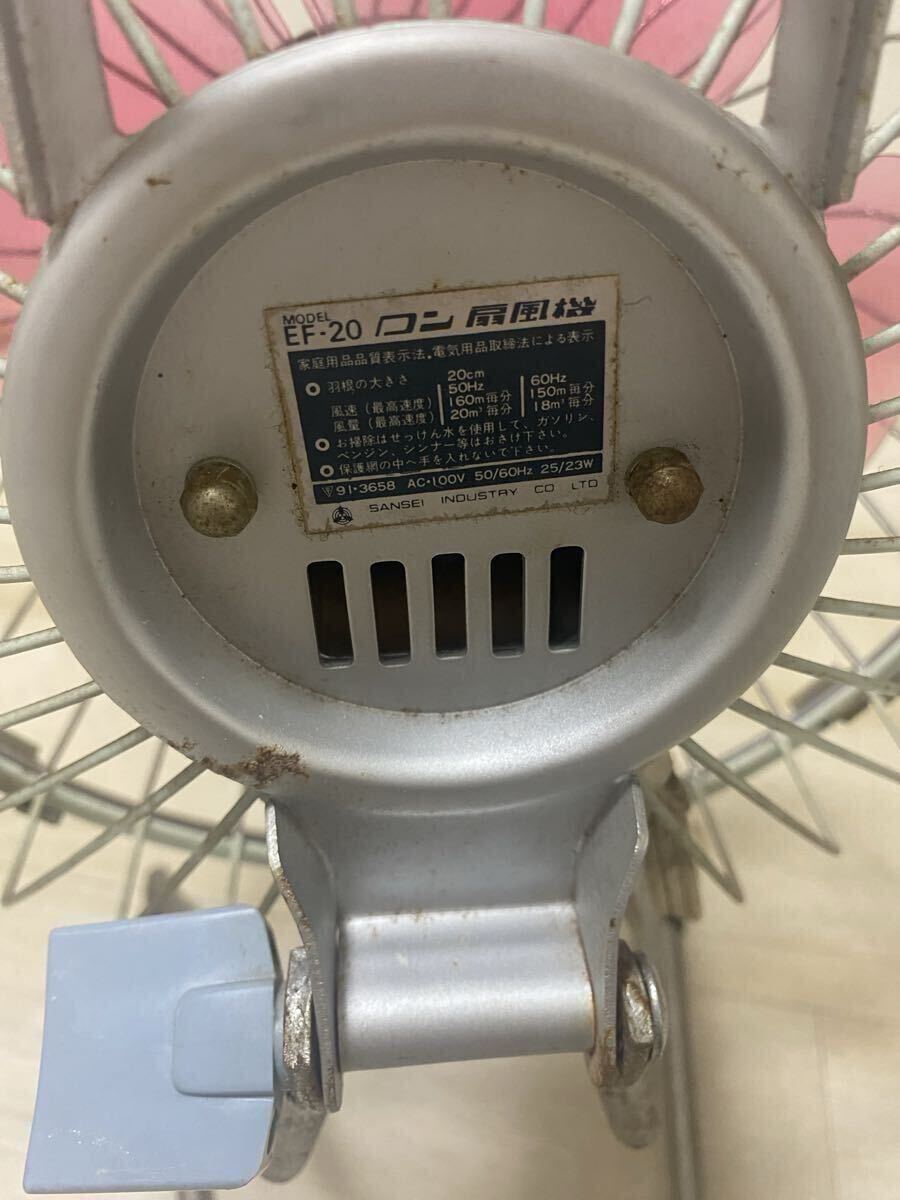 MODEL
EF-20 ロン 扇風機
家庭用品品質表示法。電気用品取締法による表示
羽根の大きさ 20cm
50Hz 60Hz
風速(最高速度) 160m毎分 150m毎分
風量(最高速度) 20m³毎分 18m³毎分
お掃除はせっけん水を使用して、ガソリン、
ベンジン、シンナー等はおさけ下さい。
保護網の中へ手を入れないで下さい。
91-3658 AC・100V 50/60Hz 25/23W
SANSEI INDUSTRY CO LTD